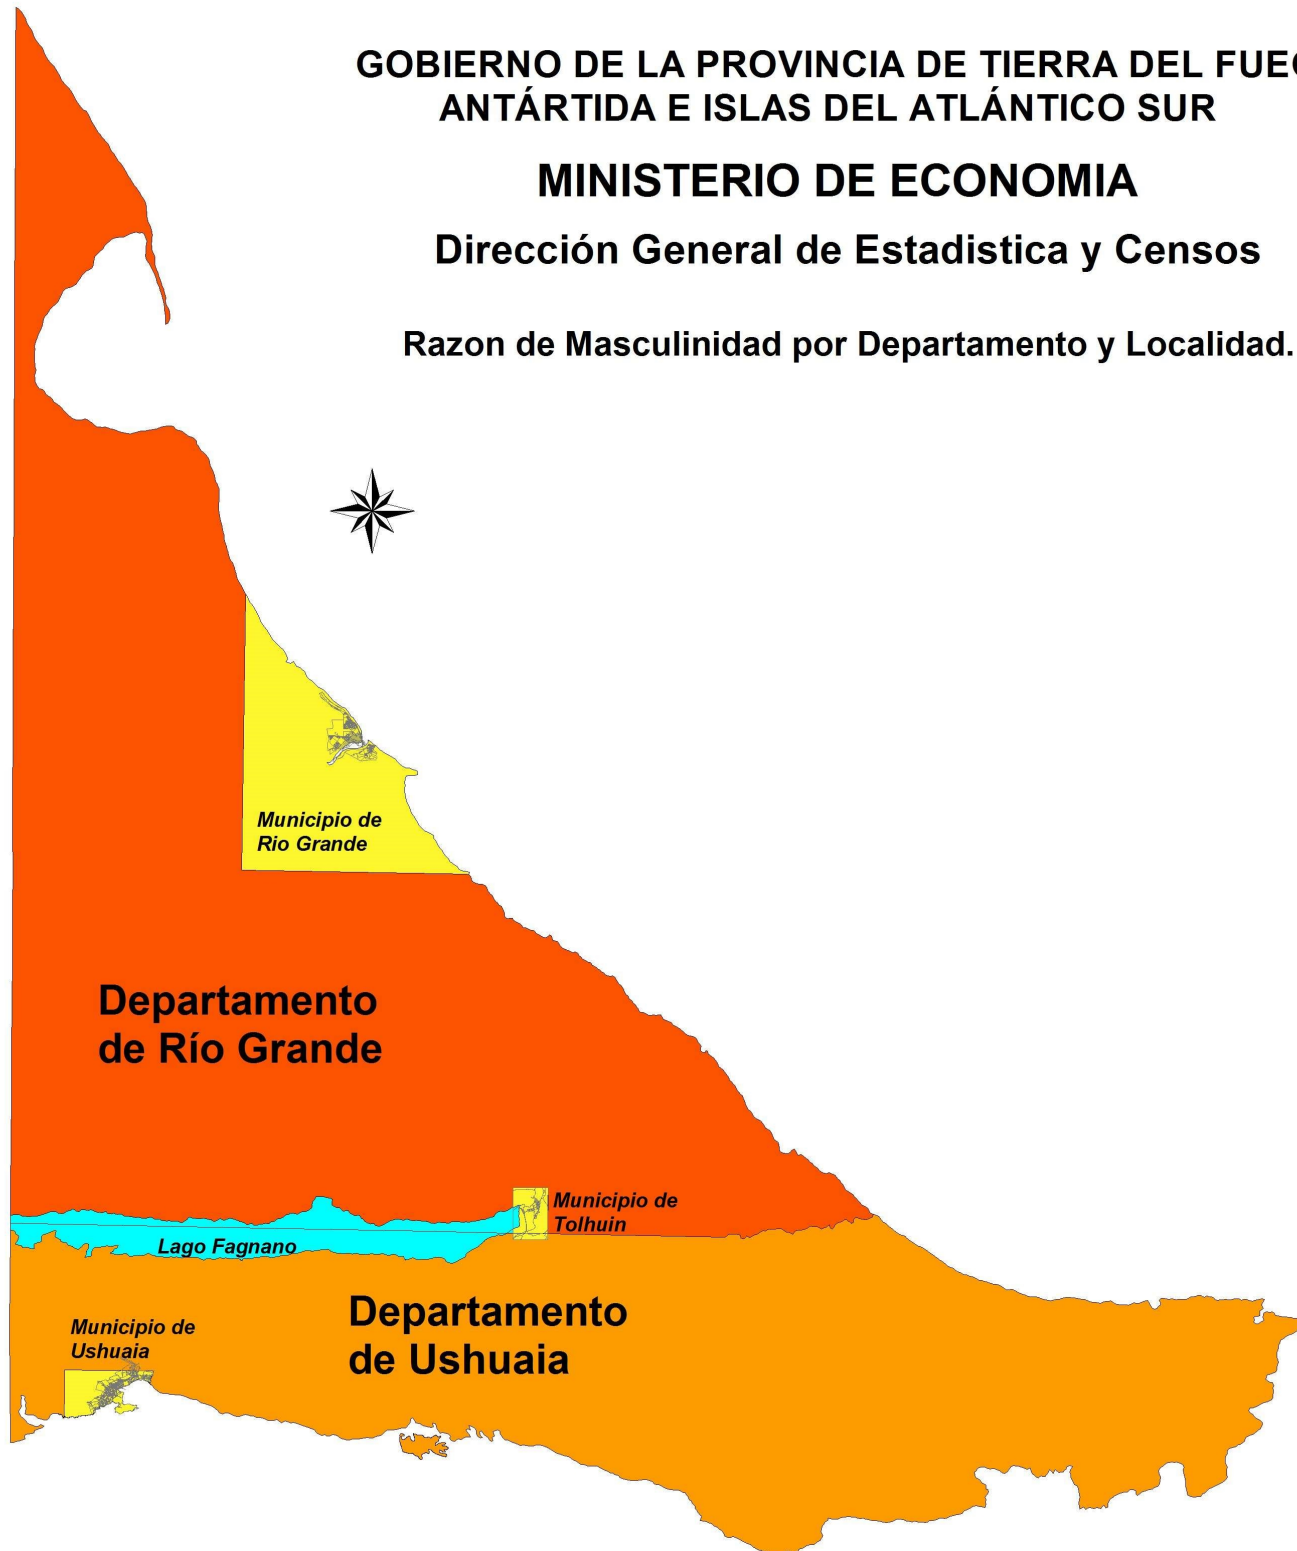 GOBIERNO DE LA PROVINCIA DE TIERRA DEL FUEG
ANTÁRTIDA E ISLAS DEL ATLÁNTICO SUR
MINISTERIO DE ECONOMIA
Dirección General de Estadistica y Censos
Razon de Masculinidad por Departamento y Localidad.
Municipio de
Rio Grande
Departamento
de Río Grande
Municipio de
Tolhuin
Lago Fagnano
Departamento
de Ushuaia
Municipio de
Ushuaia